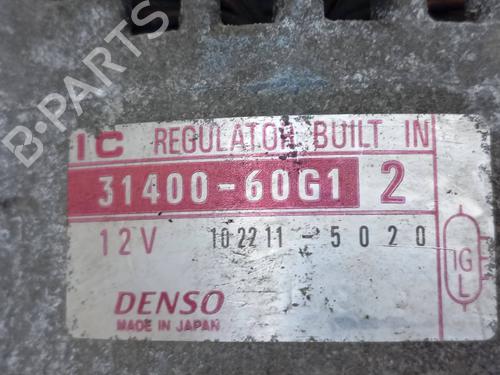 B-PARTS
IC REGULATOR BUILT IN
31400-60G1 2
12V 102211-5020
IG
L
DENSO
MADE IN JAPAN